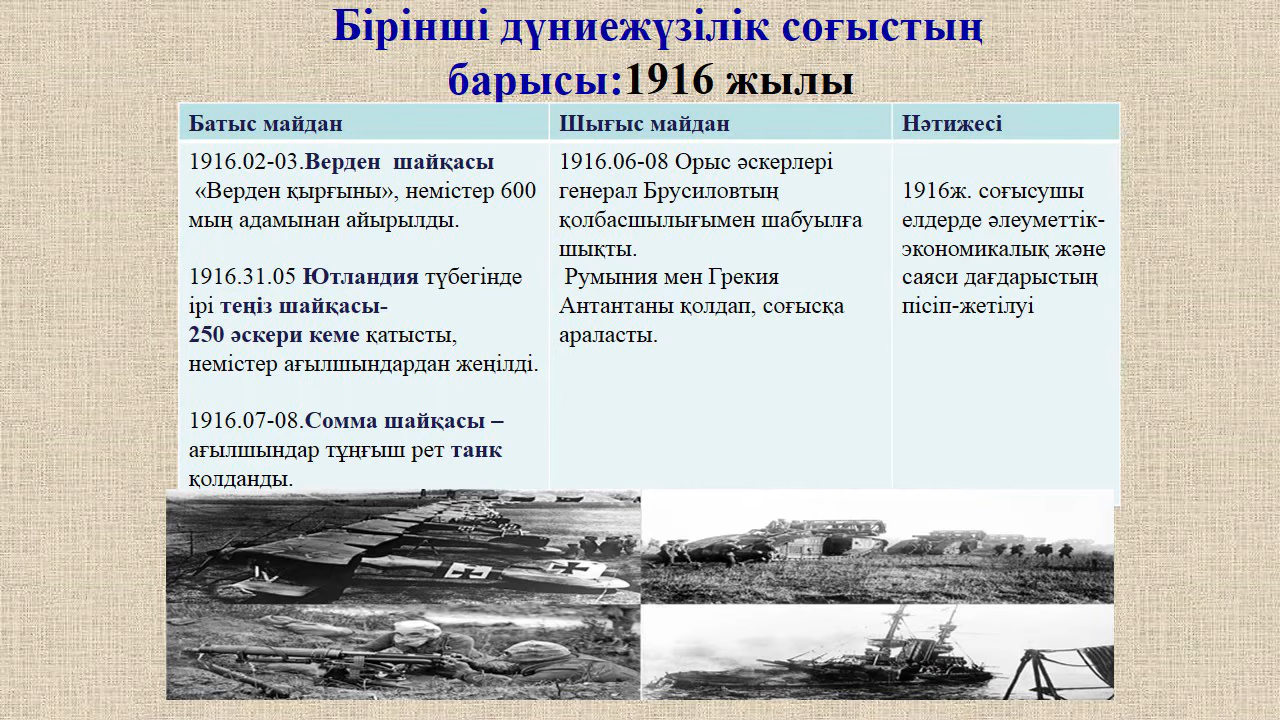 Бірінші дүниежүзілік соғыстың
барысы:1916 жылы
Батыс майдан
Шығыс майдан
Нәтижесі
1916.02-03.Верден шайқасы
«Верден қырғыны», немістер 600
мың адамынан айырылды.
1916.31.05 Ютландия түбегінде
ірі теңіз шайқасы-
250 әскери кеме қатысты,
немістер ағылшындардан жеңілді.
1916.07-08.Сомма шайқасы –
ағылшындар тұңғыш рет танк
қолданды.
1916.06-08 Орыс әскерлері
генерал Брусиловтың
қолбасшылығымен шабуылға
шықты.
Румыния мен Грекия
Антантаны қолдап, соғысқа
араласты.
1916ж. соғысушы
елдерде әлеуметтік-
экономикалық және
саяси дағдарыстың
пісіп-жетілуі